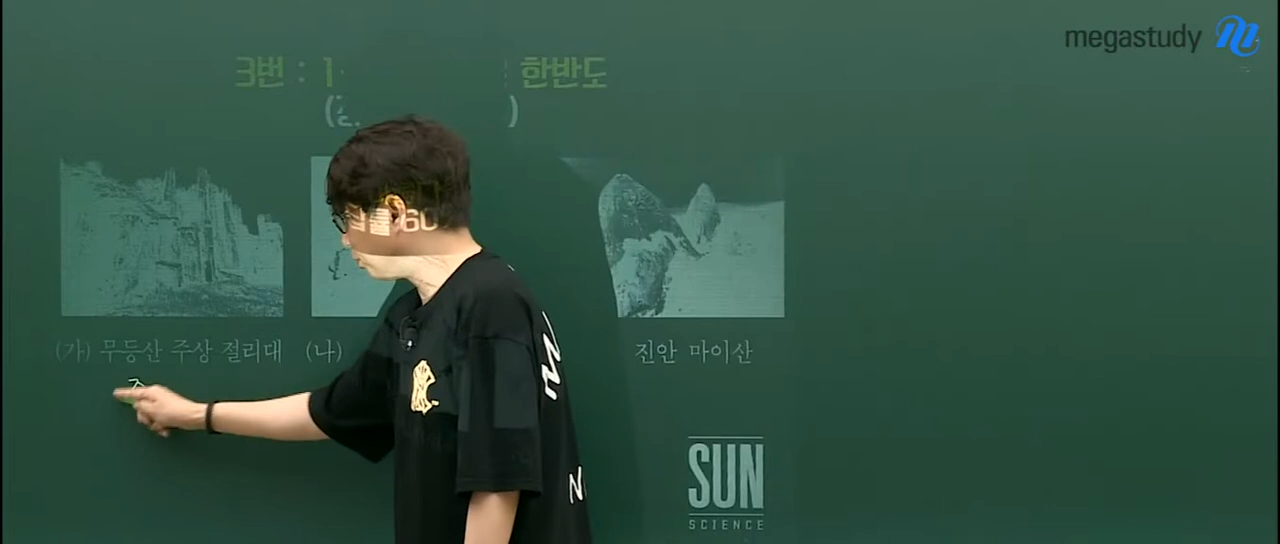 megastudy
3번 : 1
한반도
(
)
60
(가) 무등산 주상 절리대
(나)
진안 마이산
SUN
SCIENCE